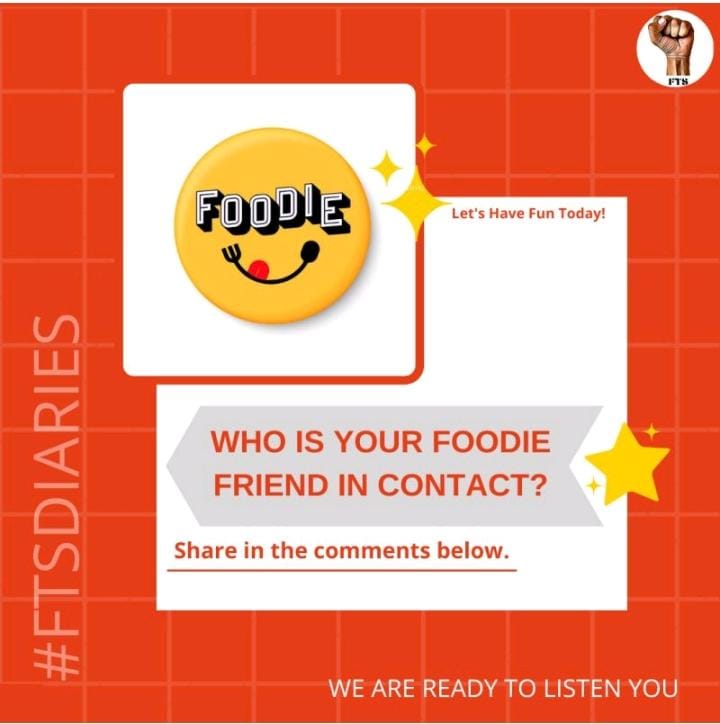 FTS
FOODIE
Let's Have Fun Today!
#FTSDIARIES
WHO IS YOUR FOODIE
FRIEND IN CONTACT?
Share in the comments below.
WE ARE READY TO LISTEN YOU